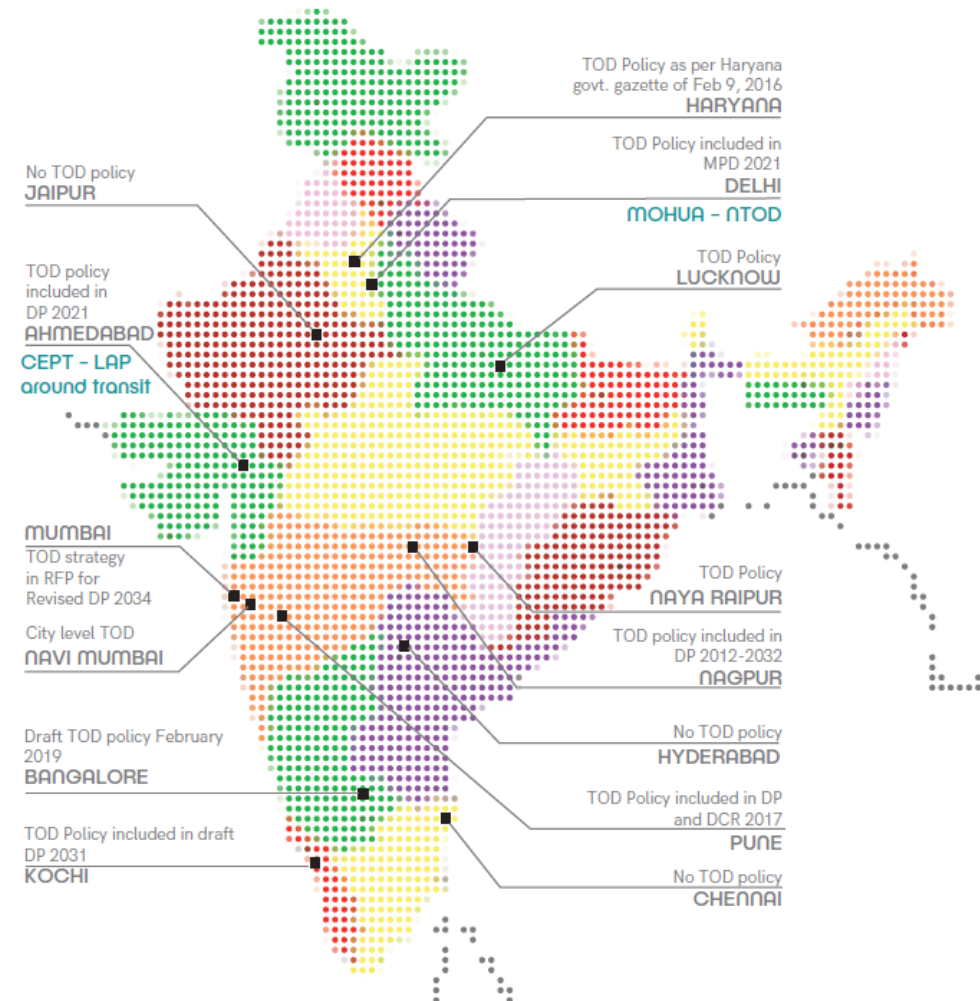 No TOD policy
JAIPUR
TOD policy
included in
DP 2021
AHMEDABAD
CEPT - LAP
around transit
MUMBAI
TOD strategy
in RFP for
Revised DP 2034
City level TOD
NAVI MUMBAI
Draft TOD policy February
2019
BANGALORE
TOD Policy included in draft
DP 2031
KOCHI
TOD Policy as per Haryana
govt. gazette of Feb 9, 2016
HARYANA
TOD Policy included in
MPD 2021
DELHI
MOHUA - NTOD
TOD Policy
LUCKNOW
TOD Policy
NAYA RAIPUR
TOD policy included in
DP 2012-2032
NAGPUR
No TOD policy
HYDERABAD
TOD Policy included in DP
and DCR 2017
PUNE
No TOD policy
CHENNAI